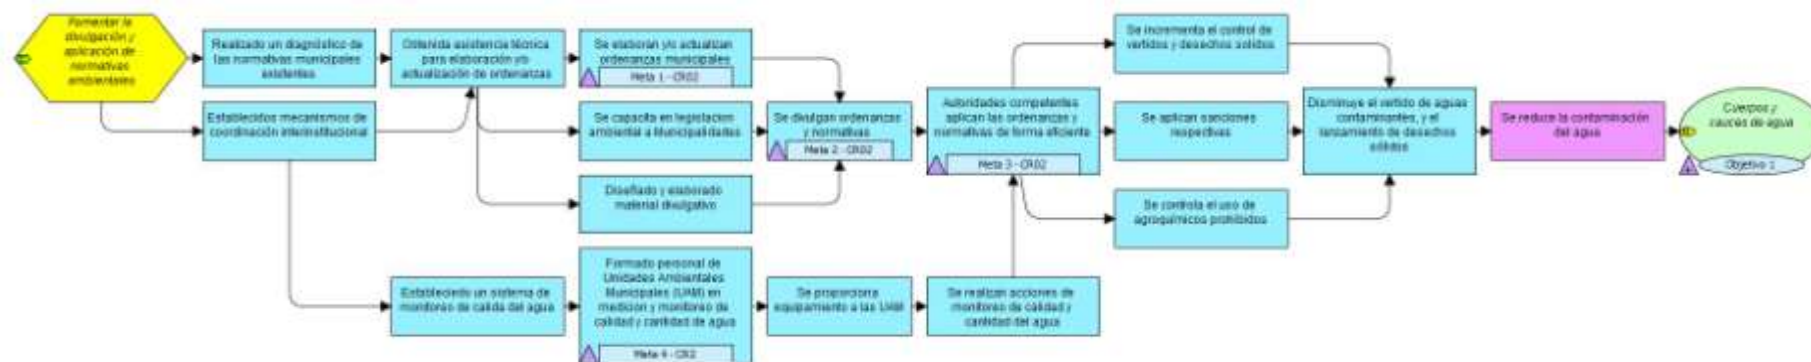 Fomentar la
divulgación y
aplicación de
normativas
ambientales
Realizado un diagnóstico de
las normativas municipales
existentes
Establecidos mecanismos de
coordinación interinstitucional
Obtenida asistencia técnica
para elaboración y/o
actualización de ordenanzas
Se elaboran y/o actualizan
ordenanzas municipales
Meta 1 - CR02
Se capacita en legislacion
ambiental a Municipalidades
Diseñado y elaborado
material divulgativo
Se divulgan ordenanzas
y normativas
Meta 2 - CR02
Autoridades competentes
aplican las ordenanzas y
normativas de forma eficiente
Meta 3 - CR02
Se incrementa el control de
vertidos y desechos solidos
Se aplican sanciones
respectivas
Se controla el uso de
agroquímicos prohibidos
Disminuye el vertido de aguas
contaminantes, y el
lanzamiento de desechos
sólidos
Se reduce la contaminación
del agua
Cuerpos y
cauces de agua
Objetivo 1
Establecido un sistema de
monitoreo de calida del agua
Formado personal de
Unidades Ambientales
Municipales (UAM) en
medicion y monitoreo de
calidad y cantidad de agua
Meta 4 - CR2
Se proporciona
equipamiento a las UAM
Se realizan acciones de
monitoreo de calidad y
cantidad del agua